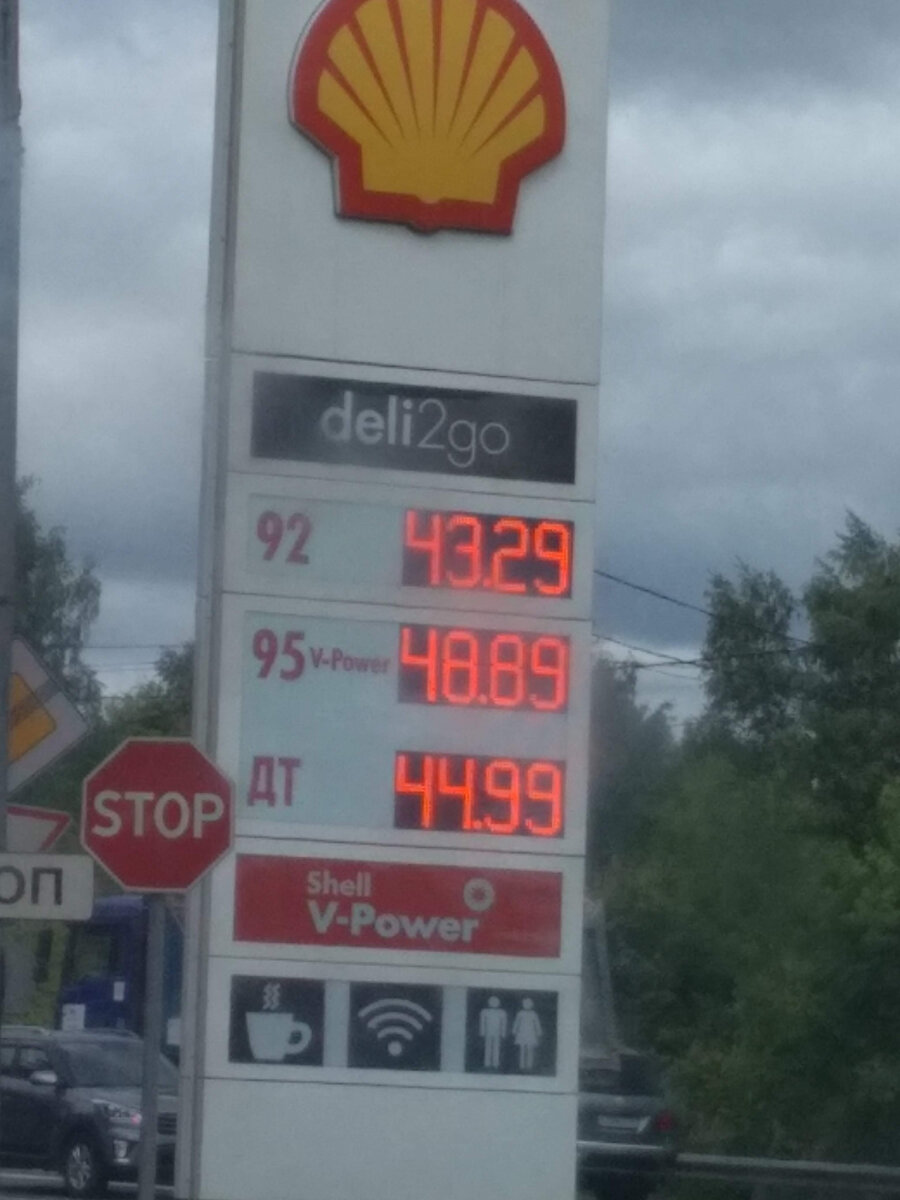 deli2go
92 43.29
95 V-Power 48.89
ДТ 44.99
STOP
ОП
Shell
V-Power